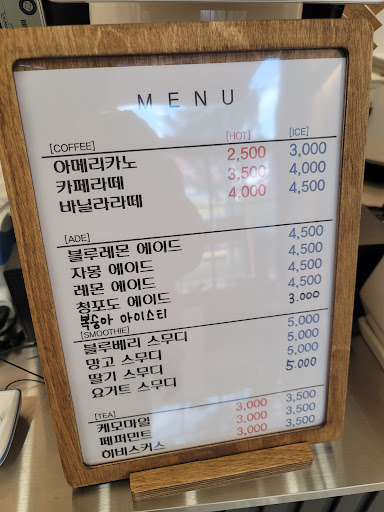 MENU
[COFFEE] [HOT] [ICE]
아메리카노 2,500 3,000
카페라떼 3,500 4,000
바닐라라떼 4,000 4,500
[ADE]
블루레몬 에이드 4,500
자몽 에이드 4,500
레몬 에이드 4,500
청포도 에이드 4,500
복숭아 아이스티 3.000
[SMOOTHIE]
블루베리 스무디 5,000
망고 스무디 5,000
딸기 스무디 5,000
요거트 스무디 5.000
[TEA]
케모마일 3,000 3,500
페퍼민트 3,000 3,500
히비스커스 3,000 3,500